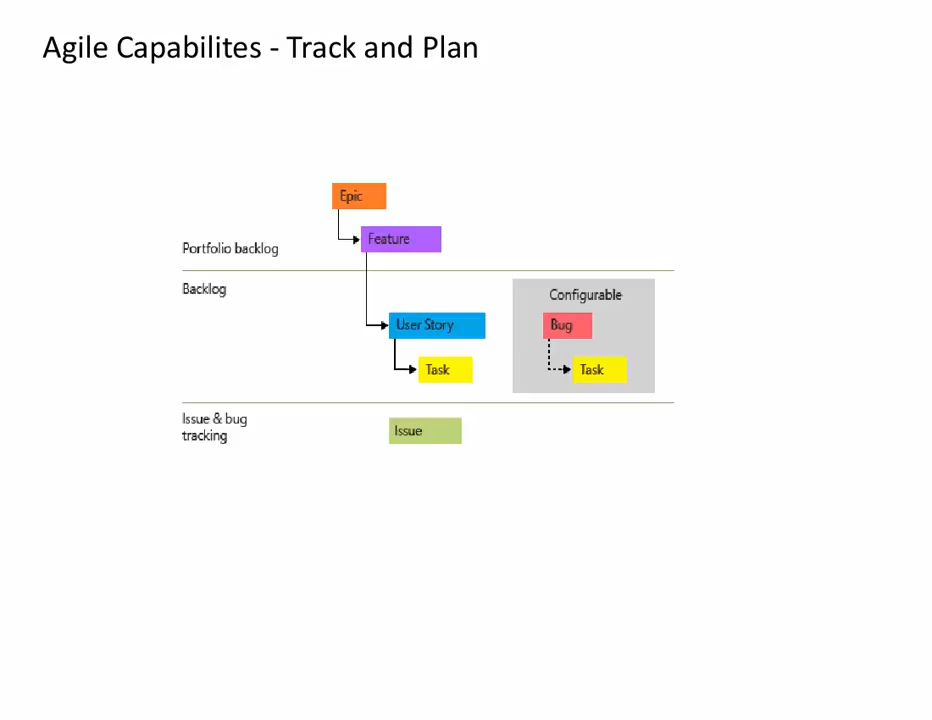 Agile Capabilites - Track and Plan
Epic
Feature
Portfolio backlog
Backlog
Configurable
User Story
Bug
Task
Task
Issue & bug
tracking
Issue